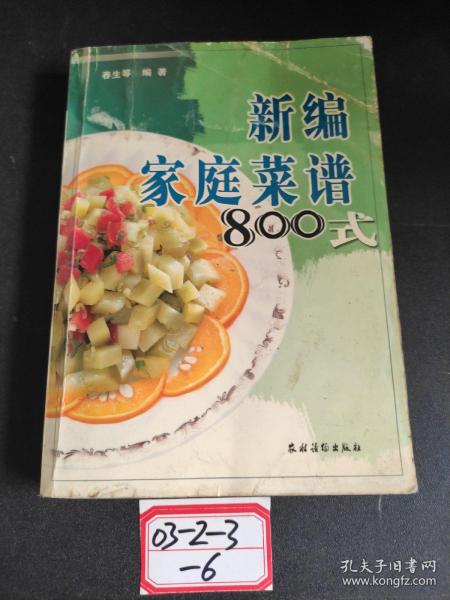 春生等 编著
新编
家庭菜谱
800式
农村读物出版社
03-2-3
-6
孔夫子旧书网
www.kongfz.com